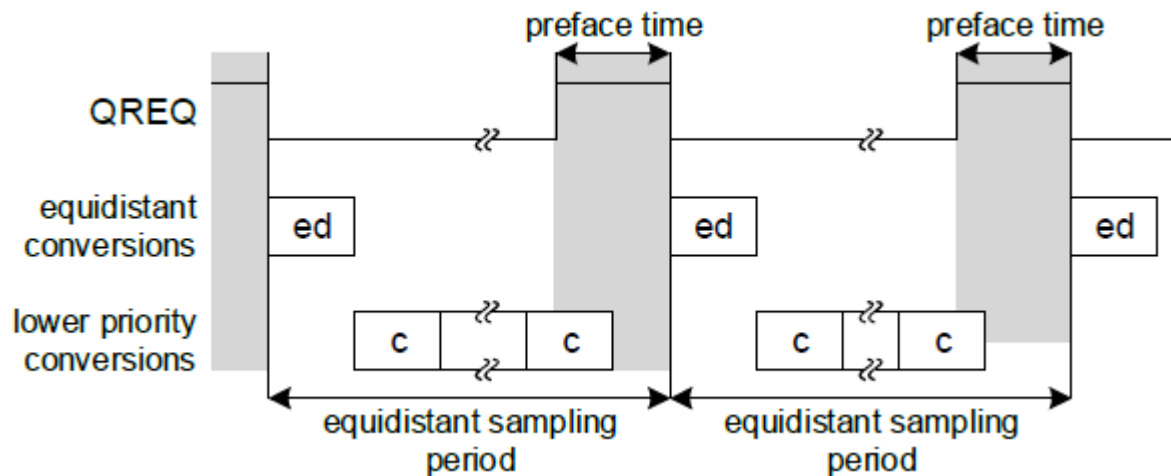 preface time
preface time
QREQ
equidistant
conversions
ed
ed
ed
lower priority
conversions
c
c
c
c
equidistant sampling
period
equidistant sampling
period